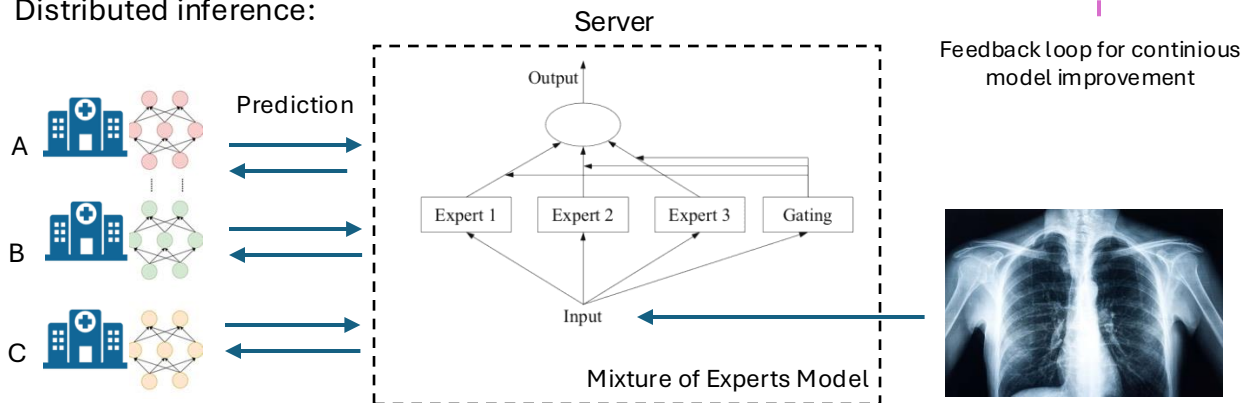 Distributed inference:
Server
Feedback loop for continious
model improvement
Output
Prediction
A
Expert 1
Expert 2
Expert 3
Gating
B
Input
C
Mixture of Experts Model